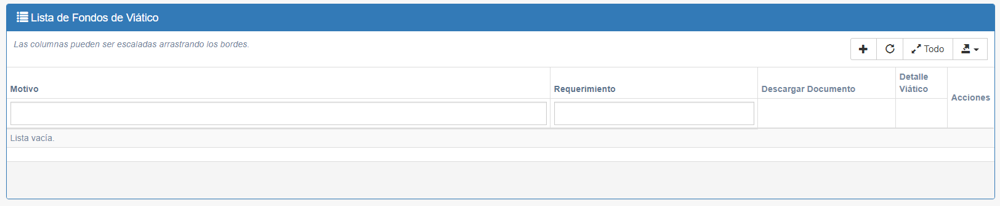 Lista de Fondos de Viático
Las columnas pueden ser escaladas arrastrando los bordes.
Todo
Motivo
Requerimiento
Descargar Documento
Detalle
Viático
Acciones
Lista vacía.